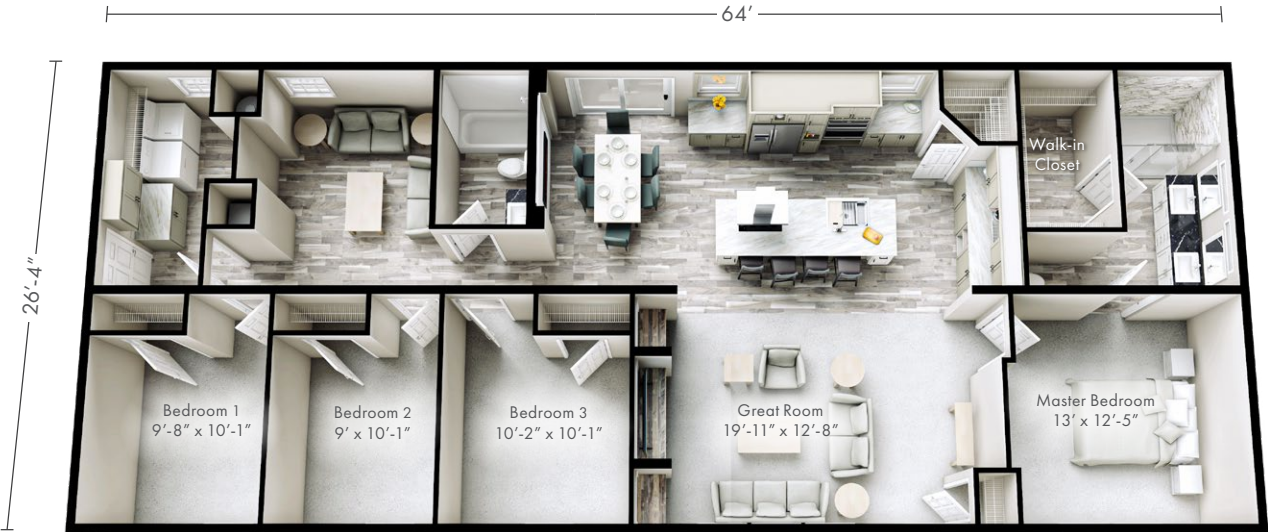 64’
26’-4”
Walk-in
Closet
Bedroom 1
9’-8” x 10’-1”
Bedroom 2
9’ x 10’-1”
Bedroom 3
10’-2” x 10’-1”
Great Room
19’-11” x 12’-8”
Master Bedroom
13’ x 12’-5”